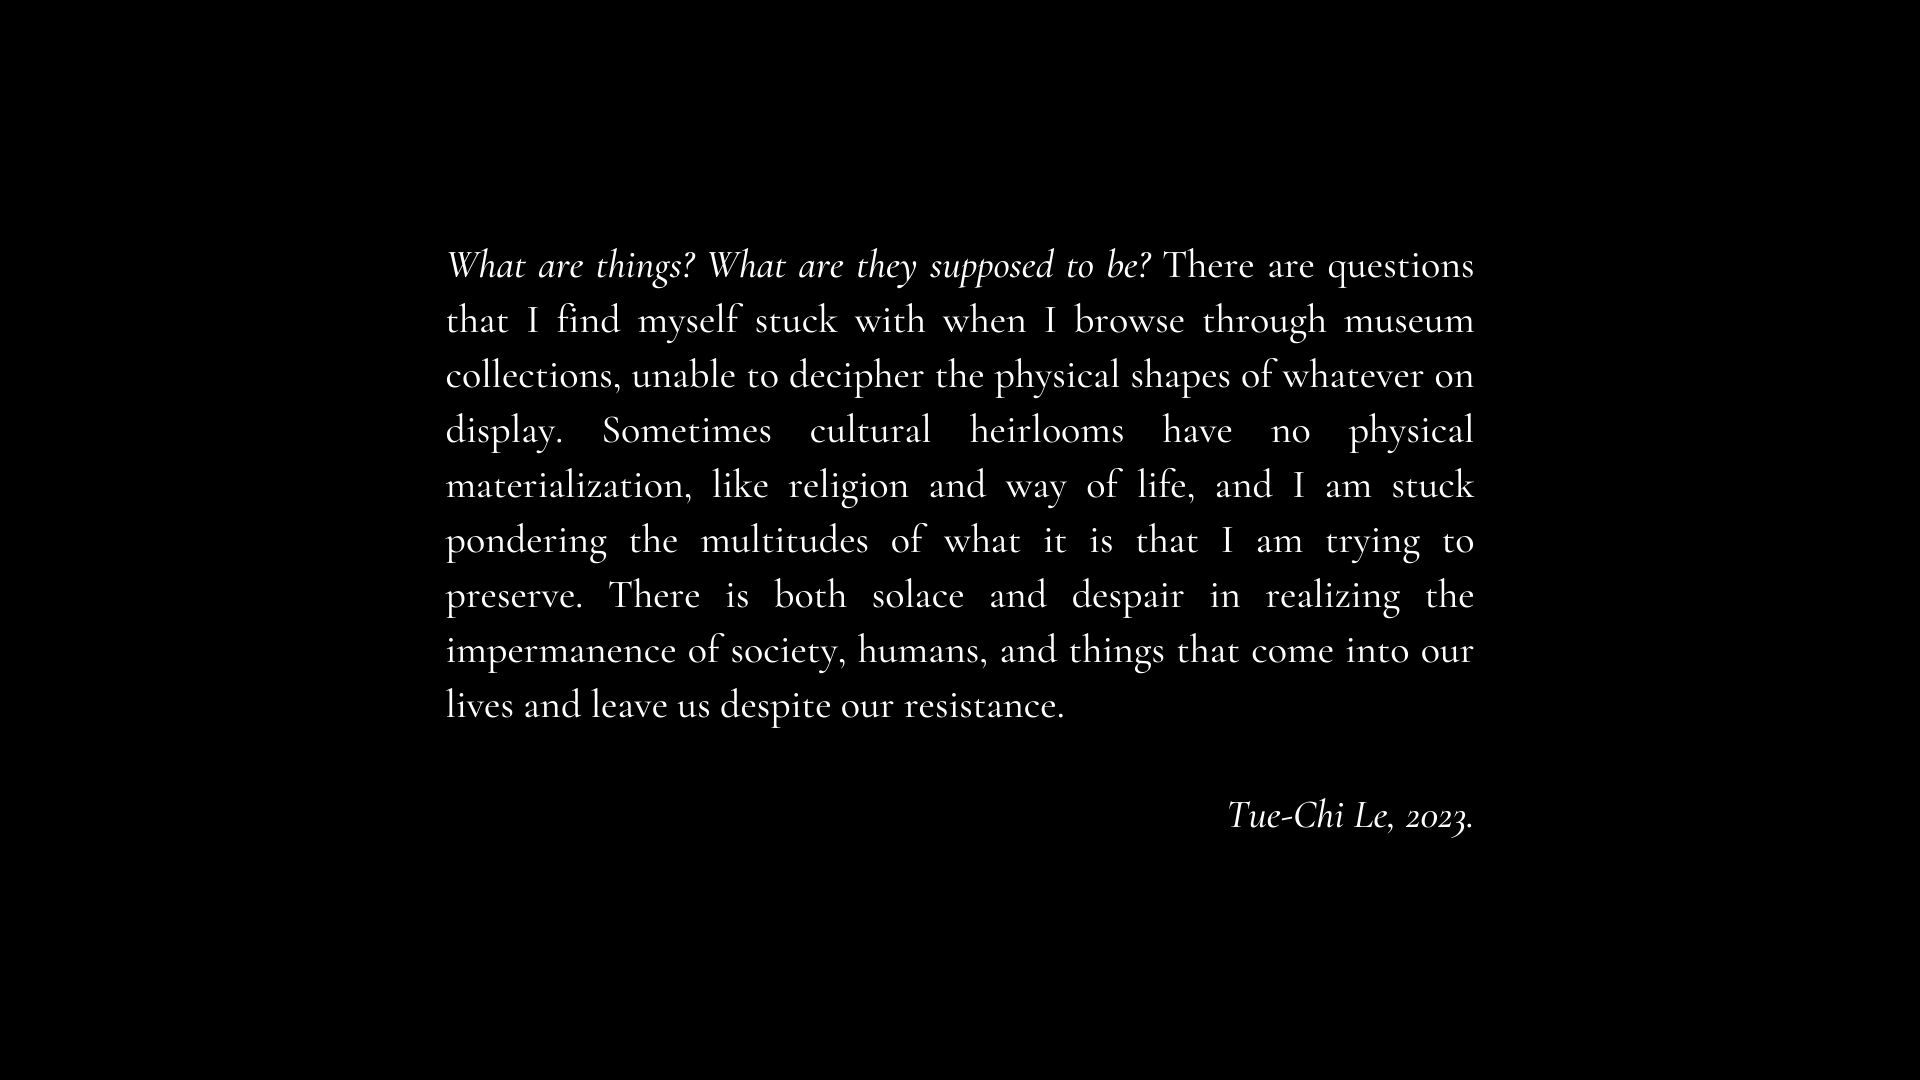 What are things? What are they supposed to be? There are questions
that I find myself stuck with when I browse through museum
collections, unable to decipher the physical shapes of whatever on
display. Sometimes cultural heirlooms have no physical
materialization, like religion and way of life, and I am stuck
pondering the multitudes of what it is that I am trying to
preserve. There is both solace and despair in realizing the
impermanence of society, humans, and things that come into our
lives and leave us despite our resistance.
Tue-Chi Le, 2023.